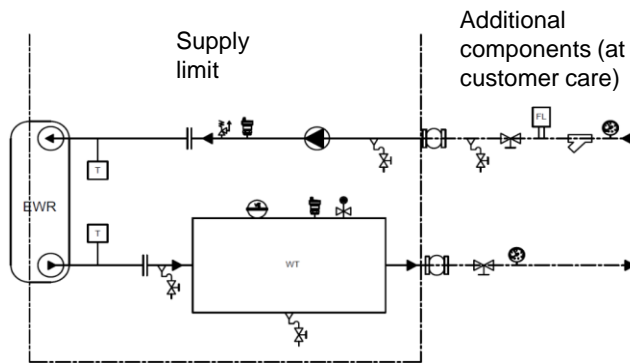 Supply
limit
Additional
components (at
customer care)
FL
T
EWR
T
WT